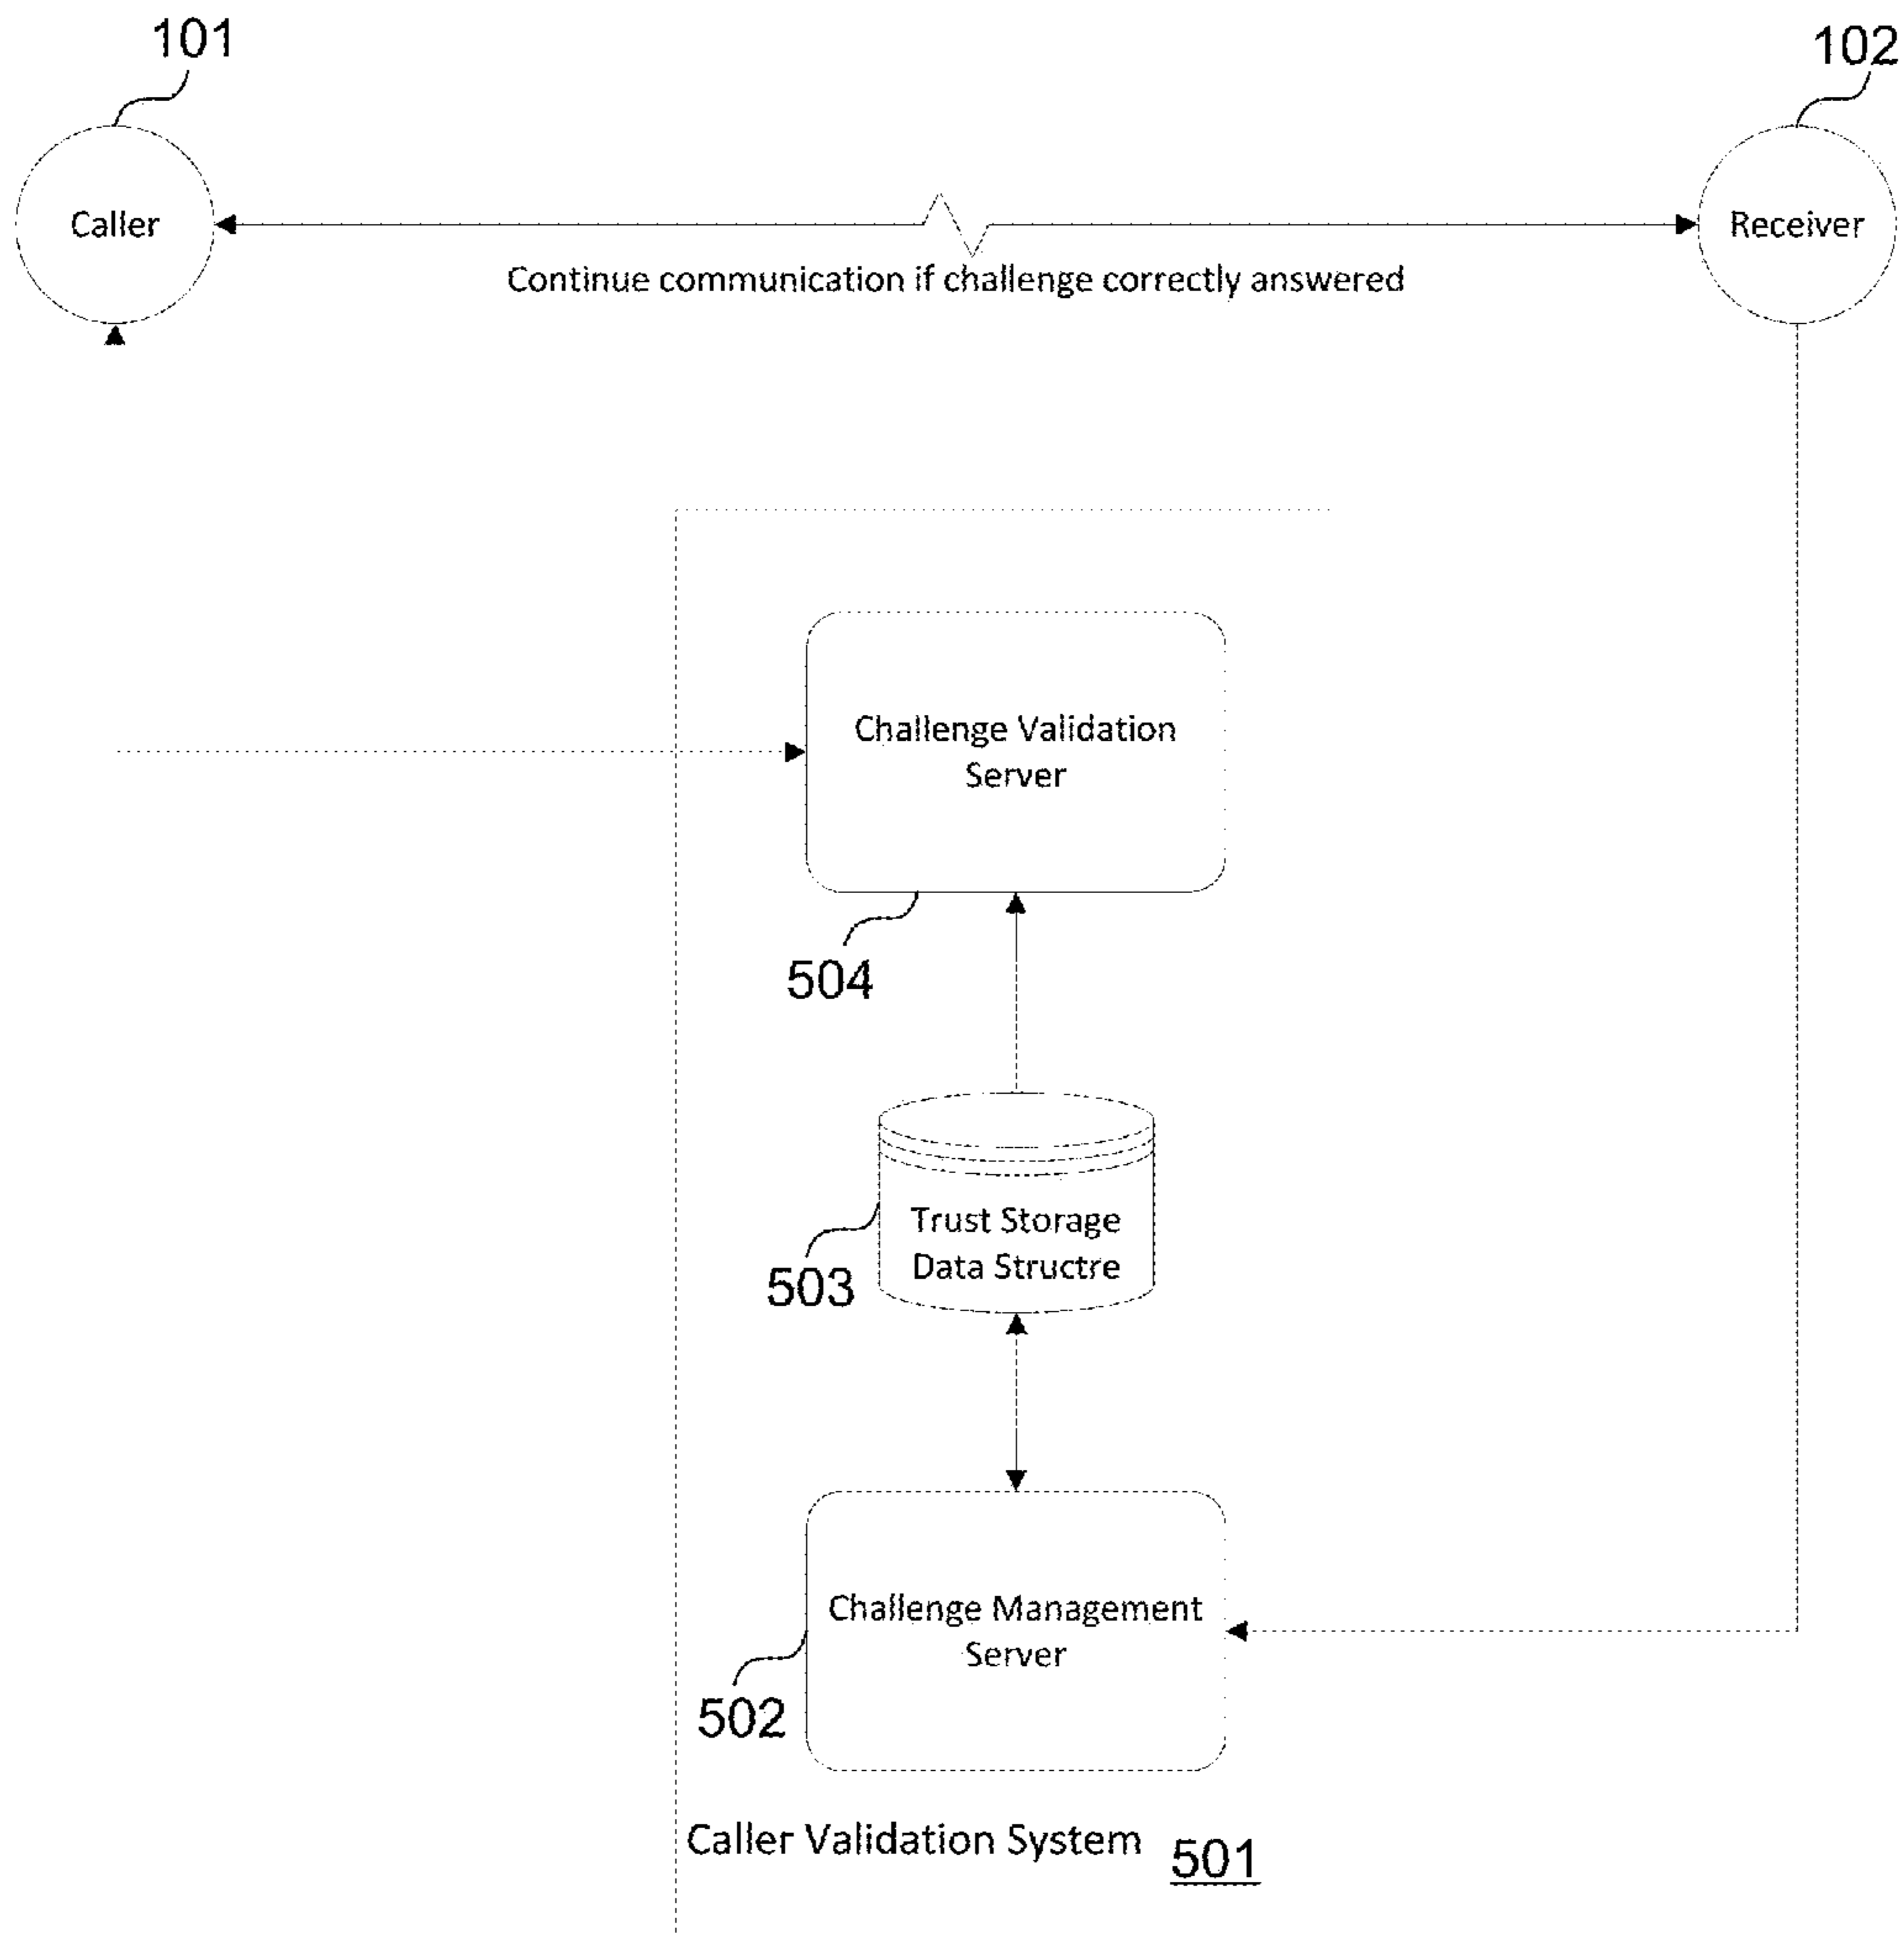 101
102
Caller
Receiver
Continue communication if challenge correctly answered
Challenge Validation
Server
504
Trust Storage
Data Structre
503
Challenge Management
Server
502
Caller Validation System 501